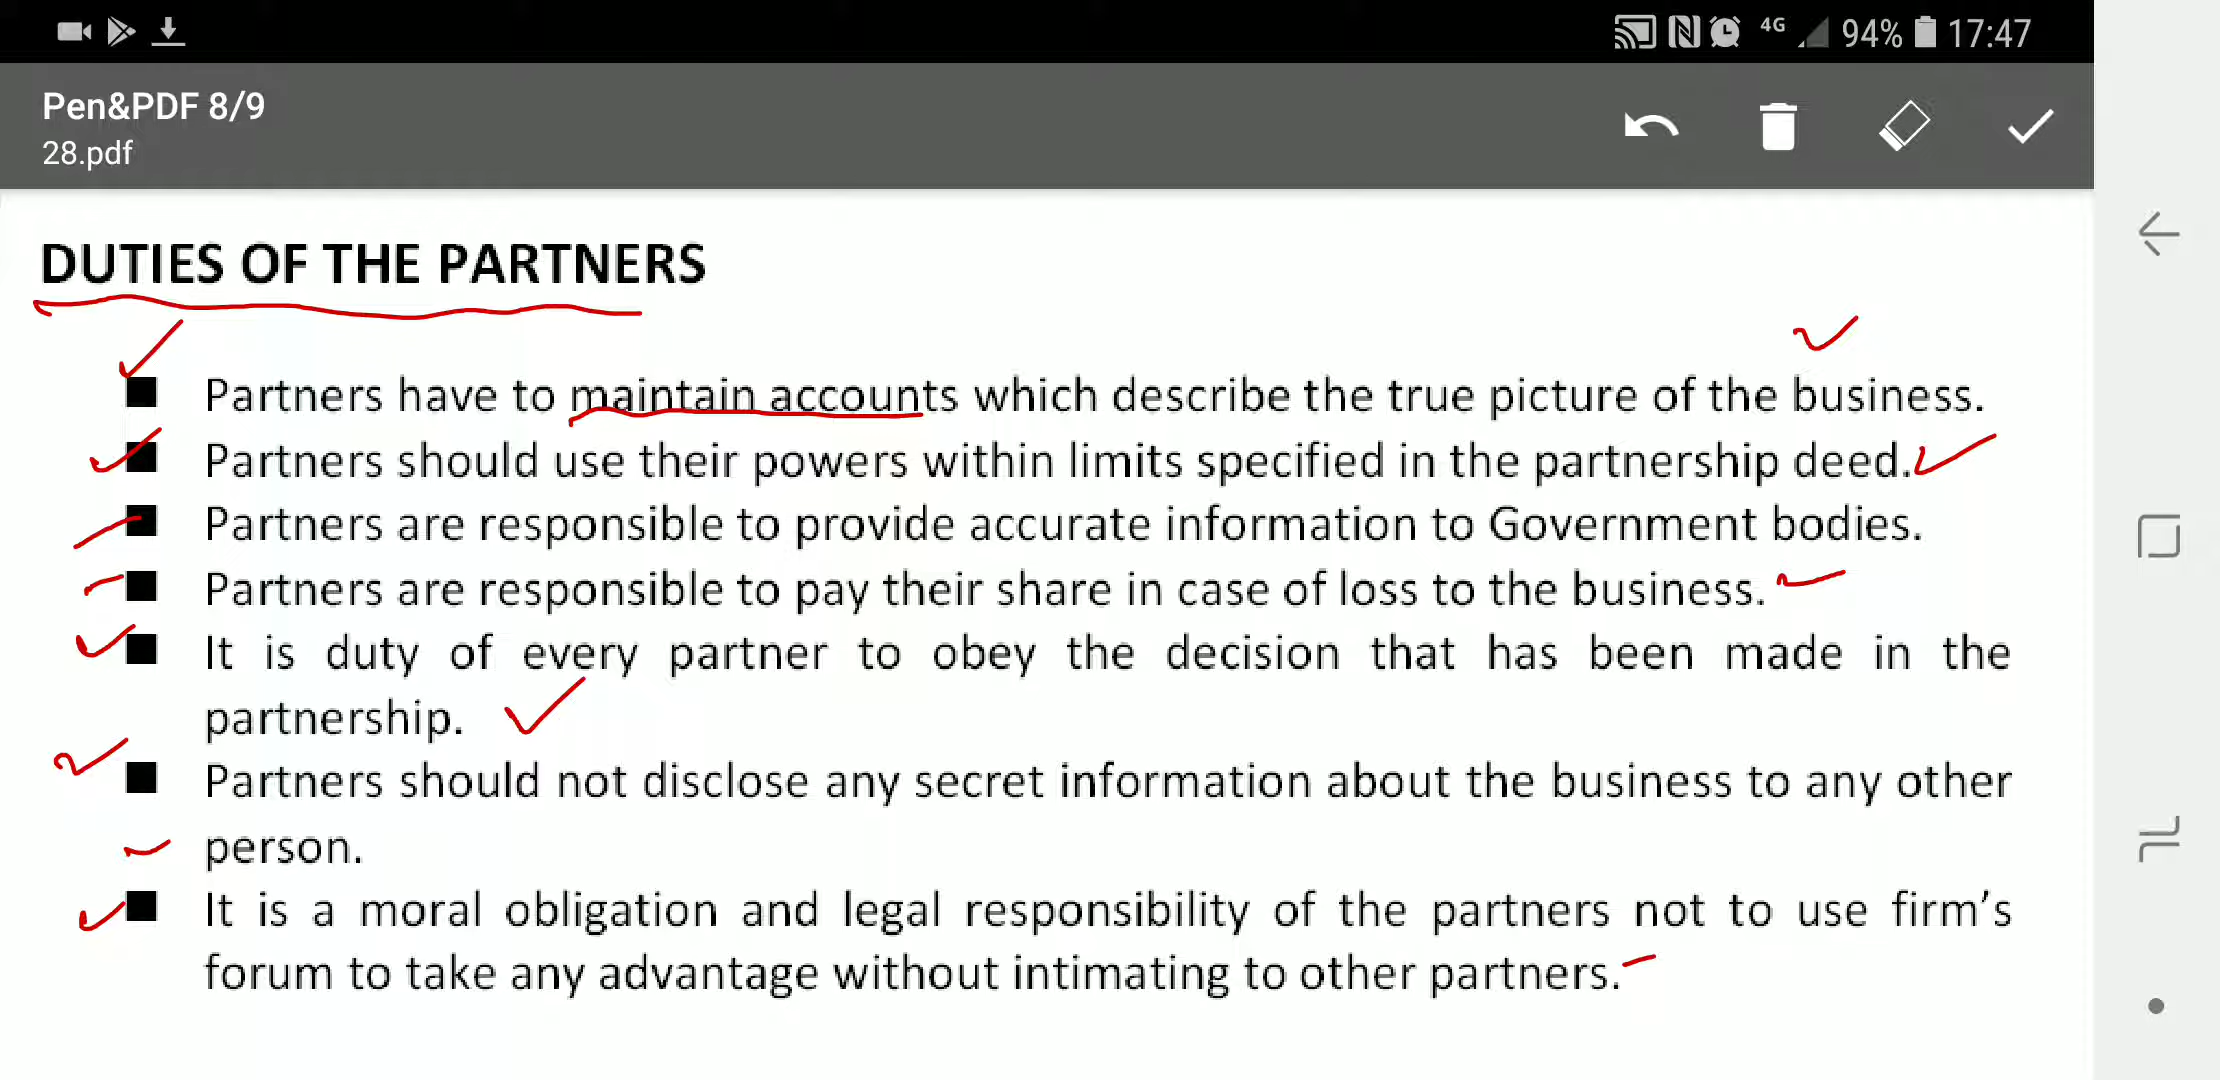 4G 94% 17:47
Pen&PDF 8/9
28.pdf
DUTIES OF THE PARTNERS
■ Partners have to maintain accounts which describe the true picture of the business.
■ Partners should use their powers within limits specified in the partnership deed.
■ Partners are responsible to provide accurate information to Government bodies.
■ Partners are responsible to pay their share in case of loss to the business.
■ It is duty of every partner to obey the decision that has been made in the
partnership.
■ Partners should not disclose any secret information about the business to any other
person.
■ It is a moral obligation and legal responsibility of the partners not to use firm’s
forum to take any advantage without intimating to other partners.